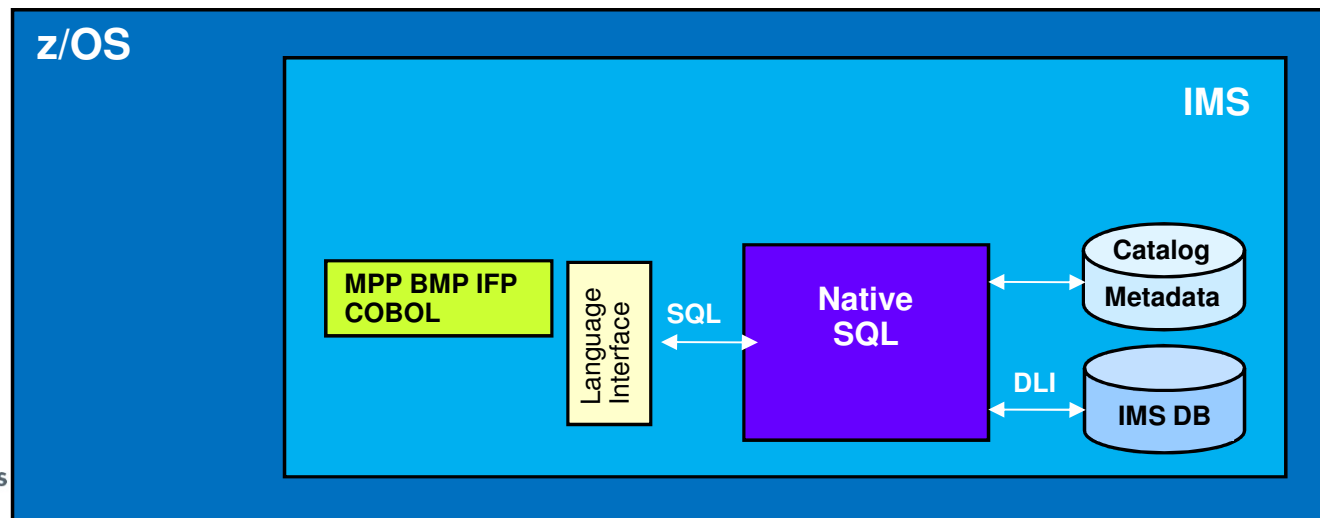 z/OS
IMS
MPP BMP IFP
COBOL
Language
Interface
SQL
Native
SQL
Catalog
Metadata
DLI
IMS DB
s